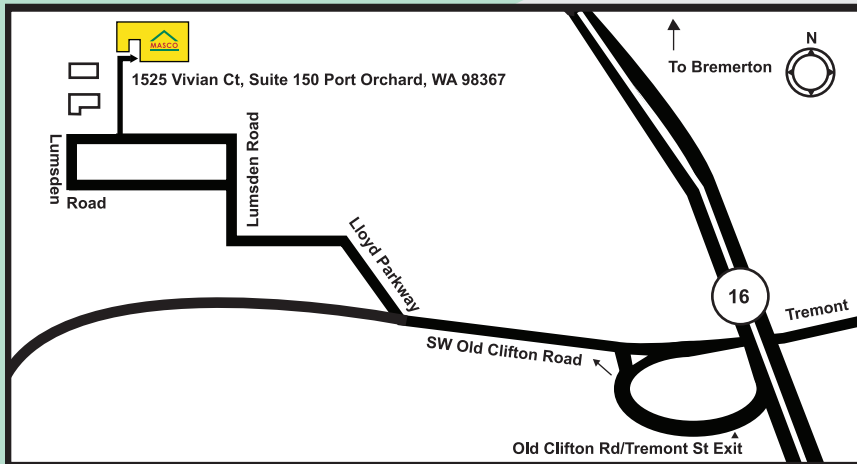 MASCO
1525 Vivian Ct, Suite 150 Port Orchard, WA 98367
N
To Bremerton
Lumsden
Road
Lumsden Road
Lloyd Parkway
16
Tremont
SW Old Clifton Road
Old Clifton Rd/Tremont St Exit